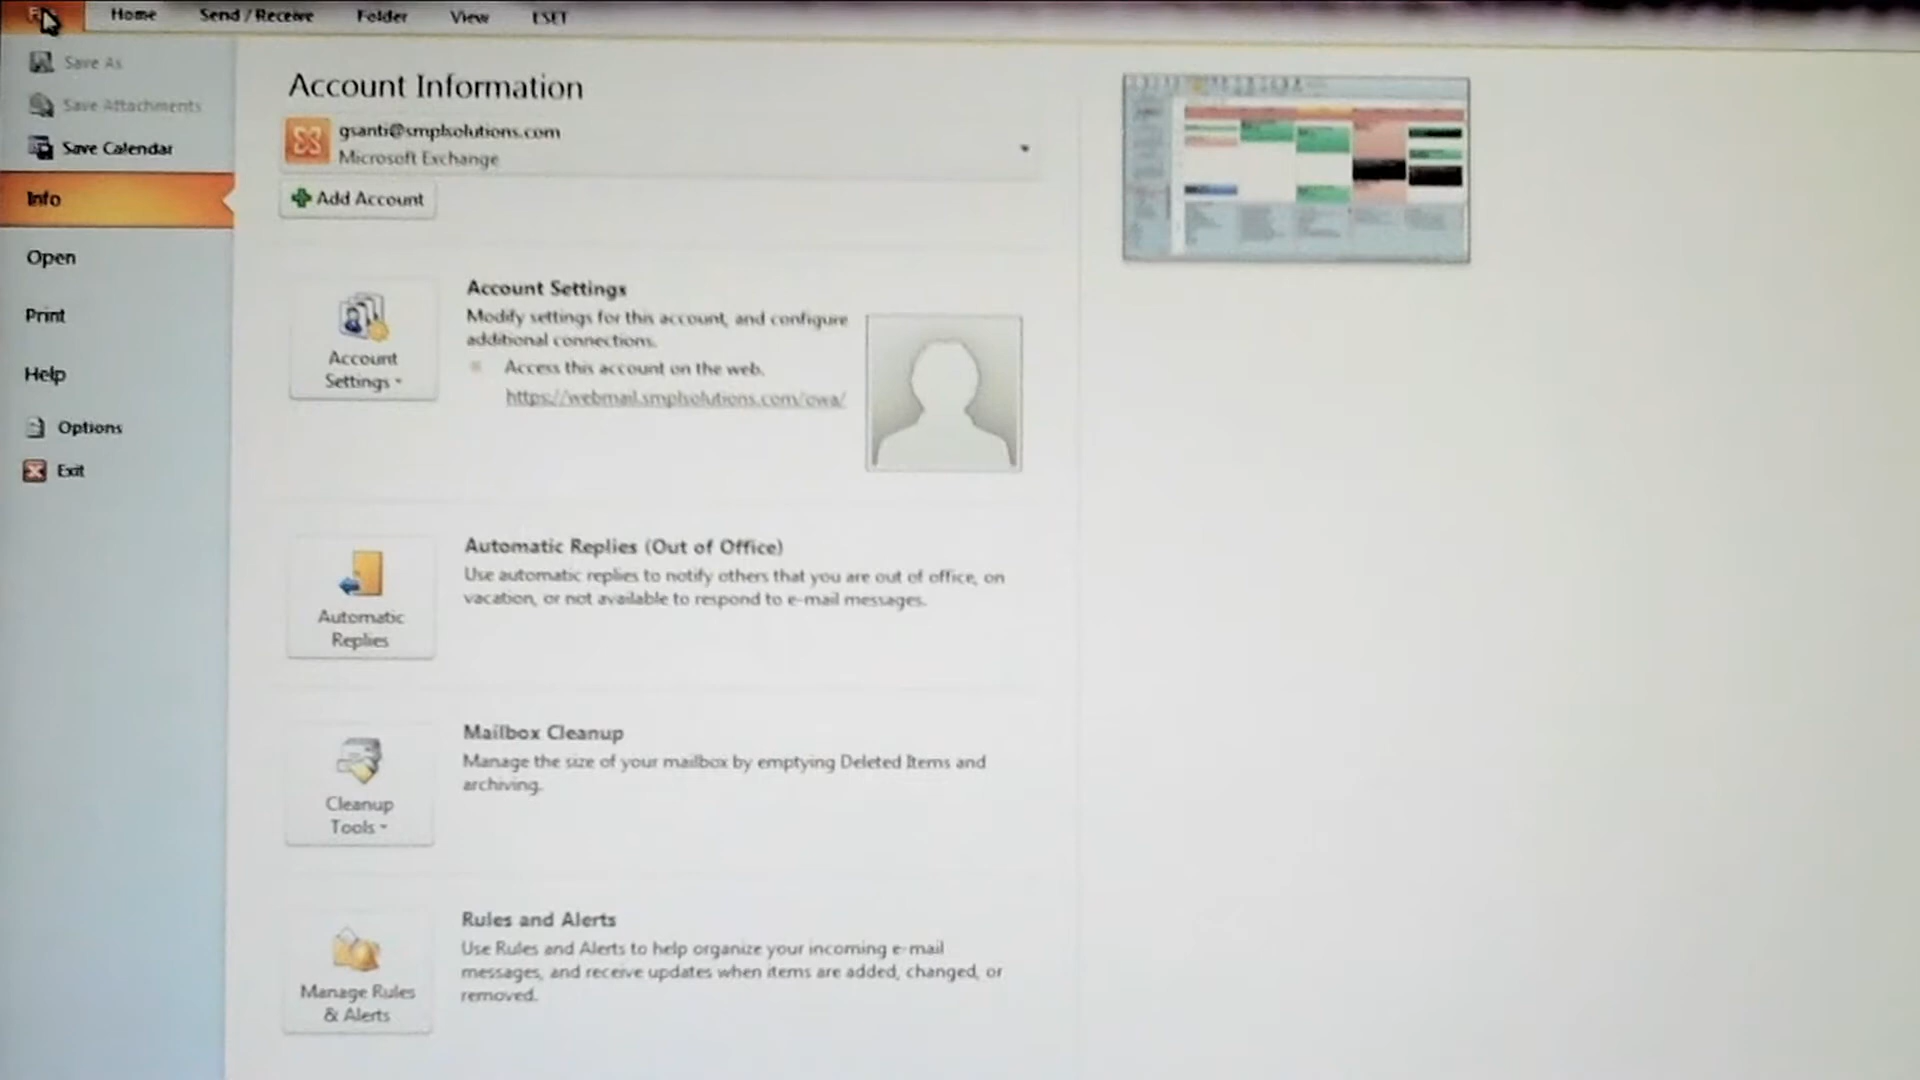 Home Send / Receive Folder View ESET
Save As
Save Attachments
Save Calendar
Info
Open
Print
Help
Options
Exit
Account Information
gsanti@smplsolutions.com
Microsoft Exchange
Add Account
Account
Settings
Account Settings
Modify settings for this account, and configure
additional connections.
Access this account on the web.
https://webmail.smplsolutions.com/owa/
Automatic
Replies
Automatic Replies (Out of Office)
Use automatic replies to notify others that you are out of office, on
vacation, or not available to respond to e-mail messages.
Cleanup
Tools
Mailbox Cleanup
Manage the size of your mailbox by emptying Deleted Items and
archiving.
Manage Rules
& Alerts
Rules and Alerts
Use Rules and Alerts to help organize your incoming e-mail
messages, and receive updates when items are added, changed, or
removed.